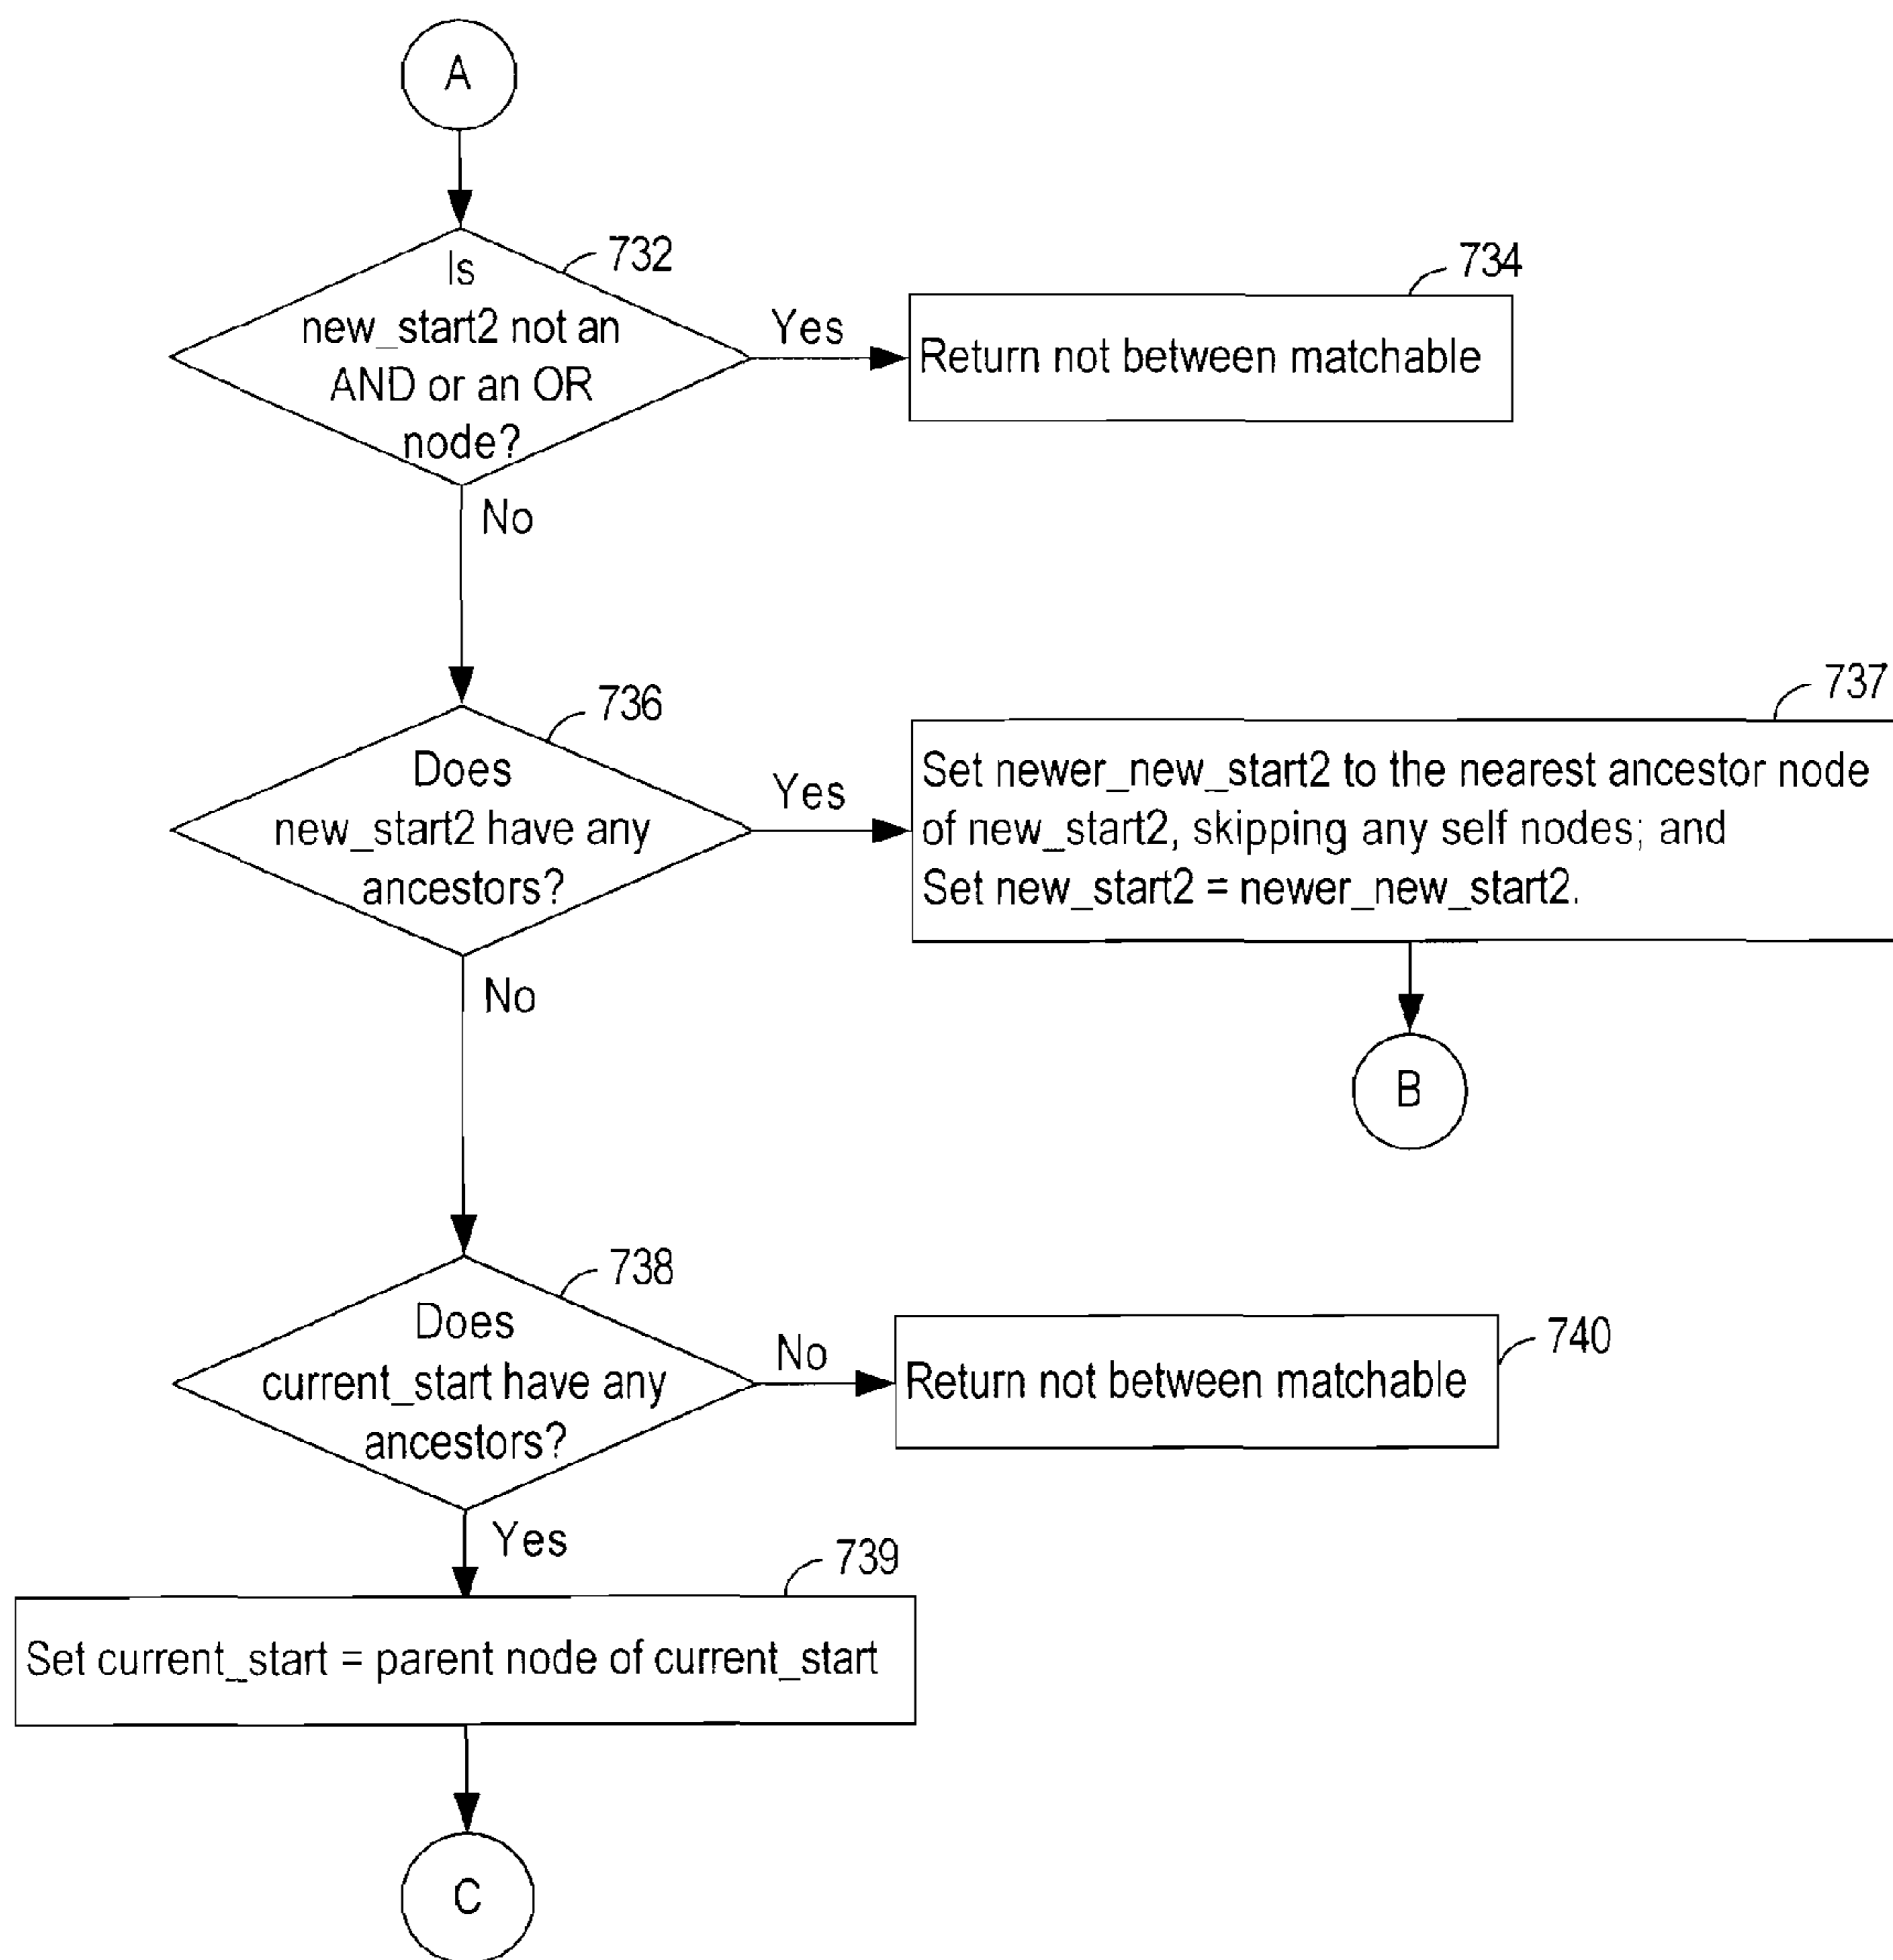 A
732
Is
new_start2 not an
AND or an OR
node?
Yes
734
Return not between matchable
No
736
Does
new_start2 have any
ancestors?
Yes
737
Set newer_new_start2 to the nearest ancestor node
of new_start2, skipping any self nodes; and
Set new_start2 = newer_new_start2.
B
No
738
Does
current_start have any
ancestors?
No
740
Return not between matchable
Yes
739
Set current_start = parent node of current_start
C